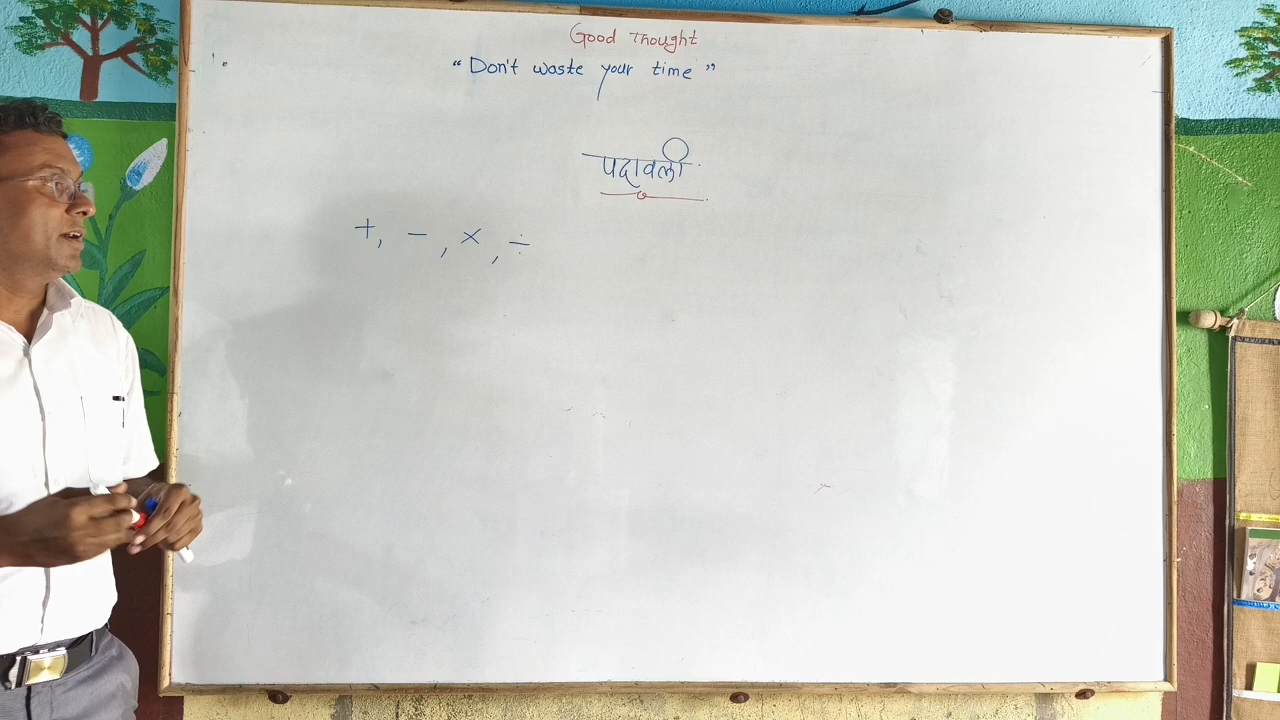 Good Thought
“Don't waste your time”
पदावली
+, − , × , ÷